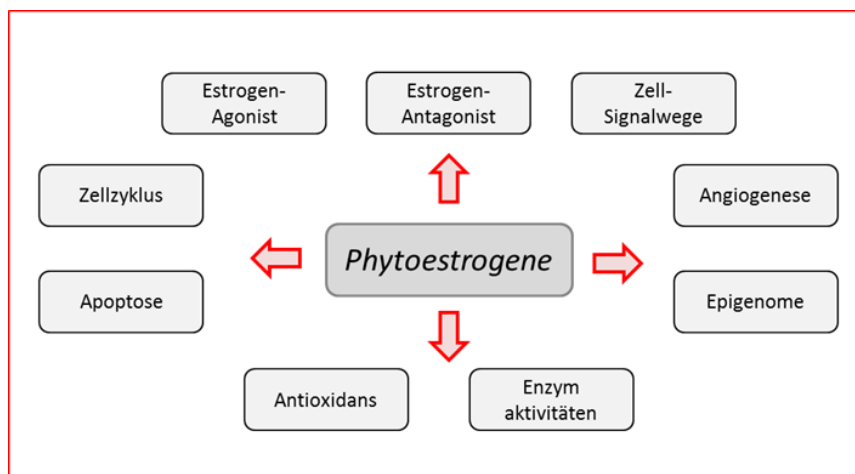 Estrogen-
Agonist
Estrogen-
Antagonist
Zell-
Signalwege
Zellzyklus
Angiogenese
Phytoestrogene
Apoptose
Epigenome
Antioxidans
Enzym
aktivitäten